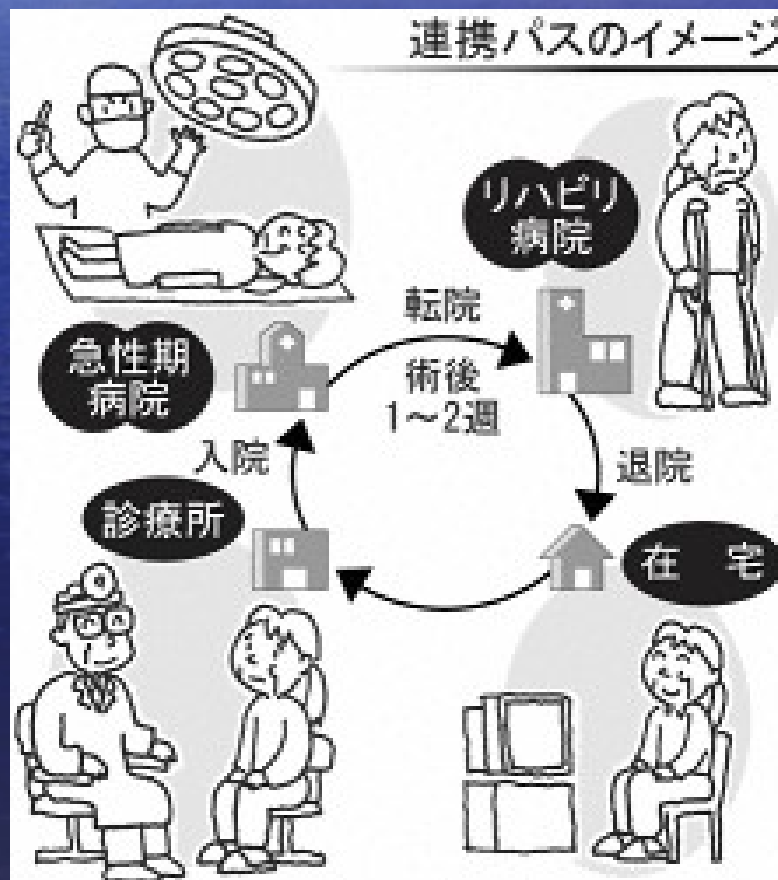 連携パスのイメージ
リハビリ
病院
転院
術後
1〜2週
急性期
病院
入院
退院
診療所
在 宅